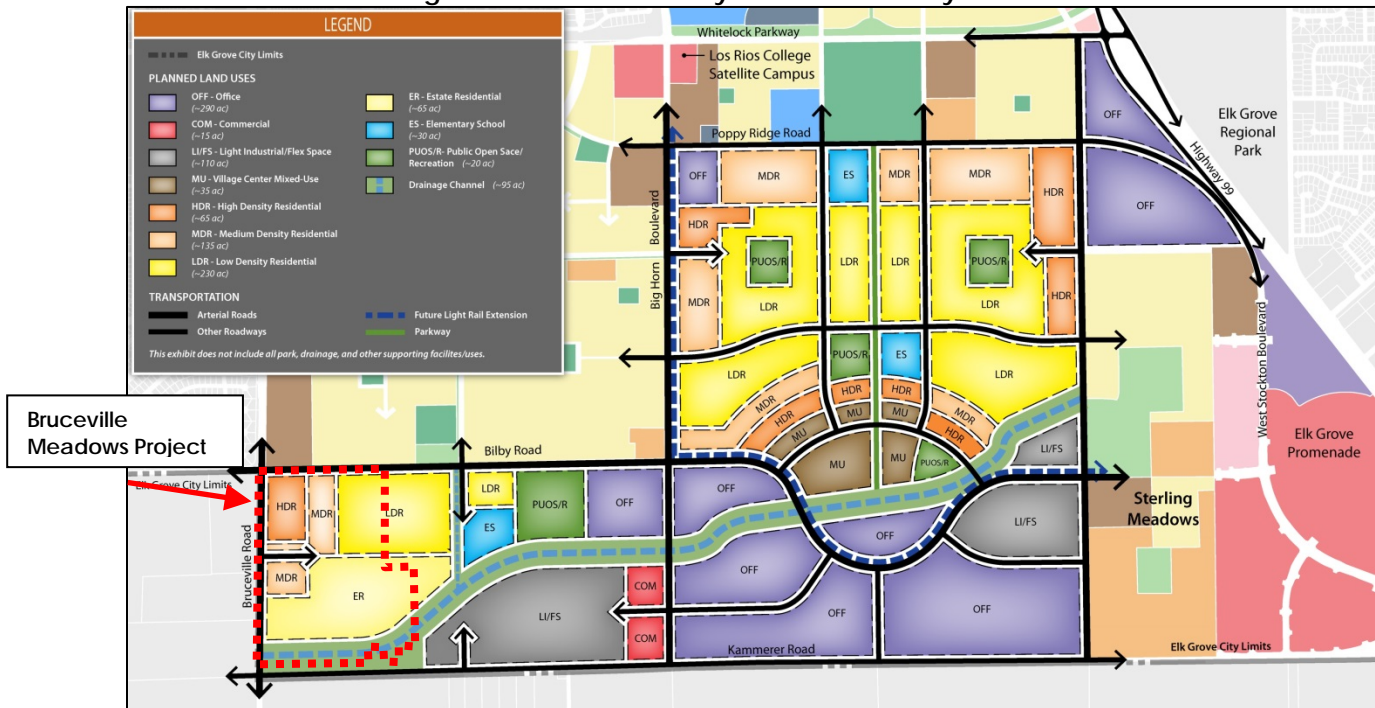 LEGEND
Elk Grove City Limits
PLANNED LAND USES
OFF - Office
(~290 ac)
COM - Commercial
(~15 ac)
LI/FS - Light Industrial/Flex Space
(~110 ac)
MU - Village Center Mixed-Use
(~35 ac)
HDR - High Density Residential
(~65 ac)
MDR - Medium Density Residential
(~135 ac)
LDR - Low Density Residential
(~230 ac)
ER - Estate Residential
(~65 ac)
ES - Elementary School
(~30 ac)
PUOS/R- Public Open Sace/
Recreation (~20 ac)
Drainage Channel (~95 ac)
TRANSPORTATION
Arterial Roads
Other Roadways
Future Light Rail Extension
Parkway
This exhibit does not include all park, drainage, and other supporting facilites/uses.
Whitelock Parkway
Los Rios College
Satellite Campus
Poppy Ridge Road
Elk Grove
Regional
Park
Highway 99
OFF
OFF
OFF
MDR
ES
MDR
MDR
HDR
HDR
Boulevard
Big Horn
PUOS/R
LDR
LDR
PUOS/R
MDR
LDR
LDR
HDR
West Stockton Boulevard
LDR
PUOS/R
ES
LDR
MDR
HDR
MU
HDR
HDR
MU
MU
MDR
HDR
MU
MU
PUOS/R
LI/FS
Elk Grove
Promenade
Bruceville
Meadows Project
Bilby Road
Elk Grove City Limits
HDR
MDR
LDR
LDR
ES
PUOS/R
OFF
OFF
OFF
LI/FS
Sterling
Meadows
Bruceville Road
MDR
ER
LI/FS
COM
COM
OFF
OFF
OFF
Kammerer Road
Elk Grove City Limits